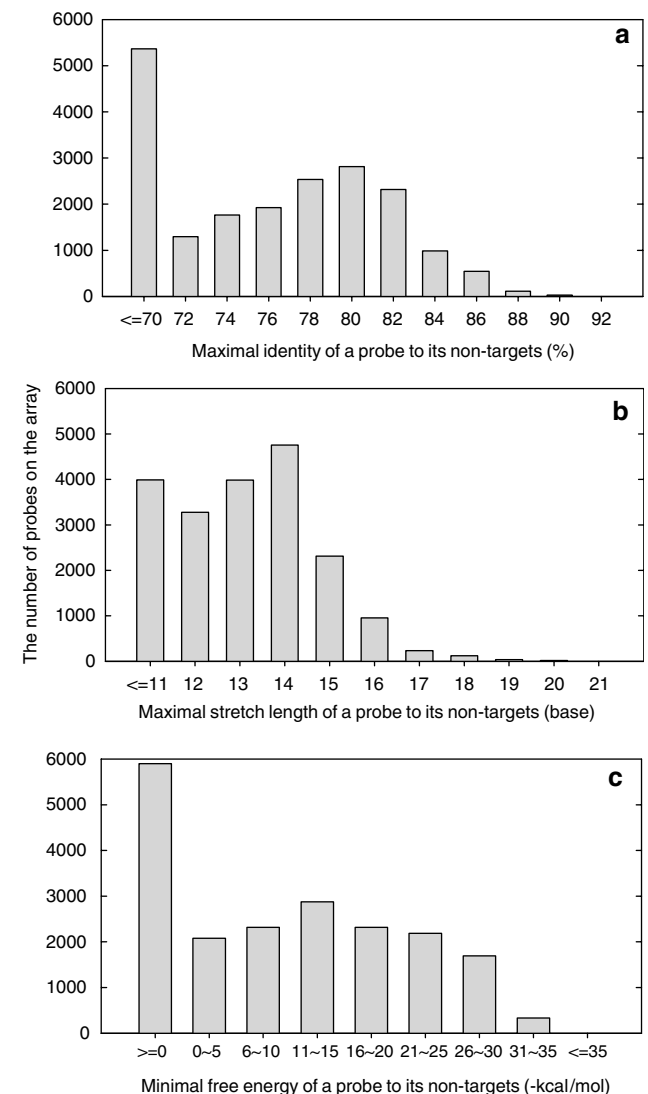 6000
a
5000
4000
3000
2000
1000
0
<=70 72 74 76 78 80 82 84 86 88 90 92
Maximal identity of a probe to its non-targets (%)
The number of probes on the array
6000
b
5000
4000
3000
2000
1000
0
<=11 12 13 14 15 16 17 18 19 20 21
Maximal stretch length of a probe to its non-targets (base)
6000
c
5000
4000
3000
2000
1000
0
>=0 0~5 6~10 11~15 16~20 21~25 26~30 31~35 <=35
Minimal free energy of a probe to its non-targets (-kcal/mol)